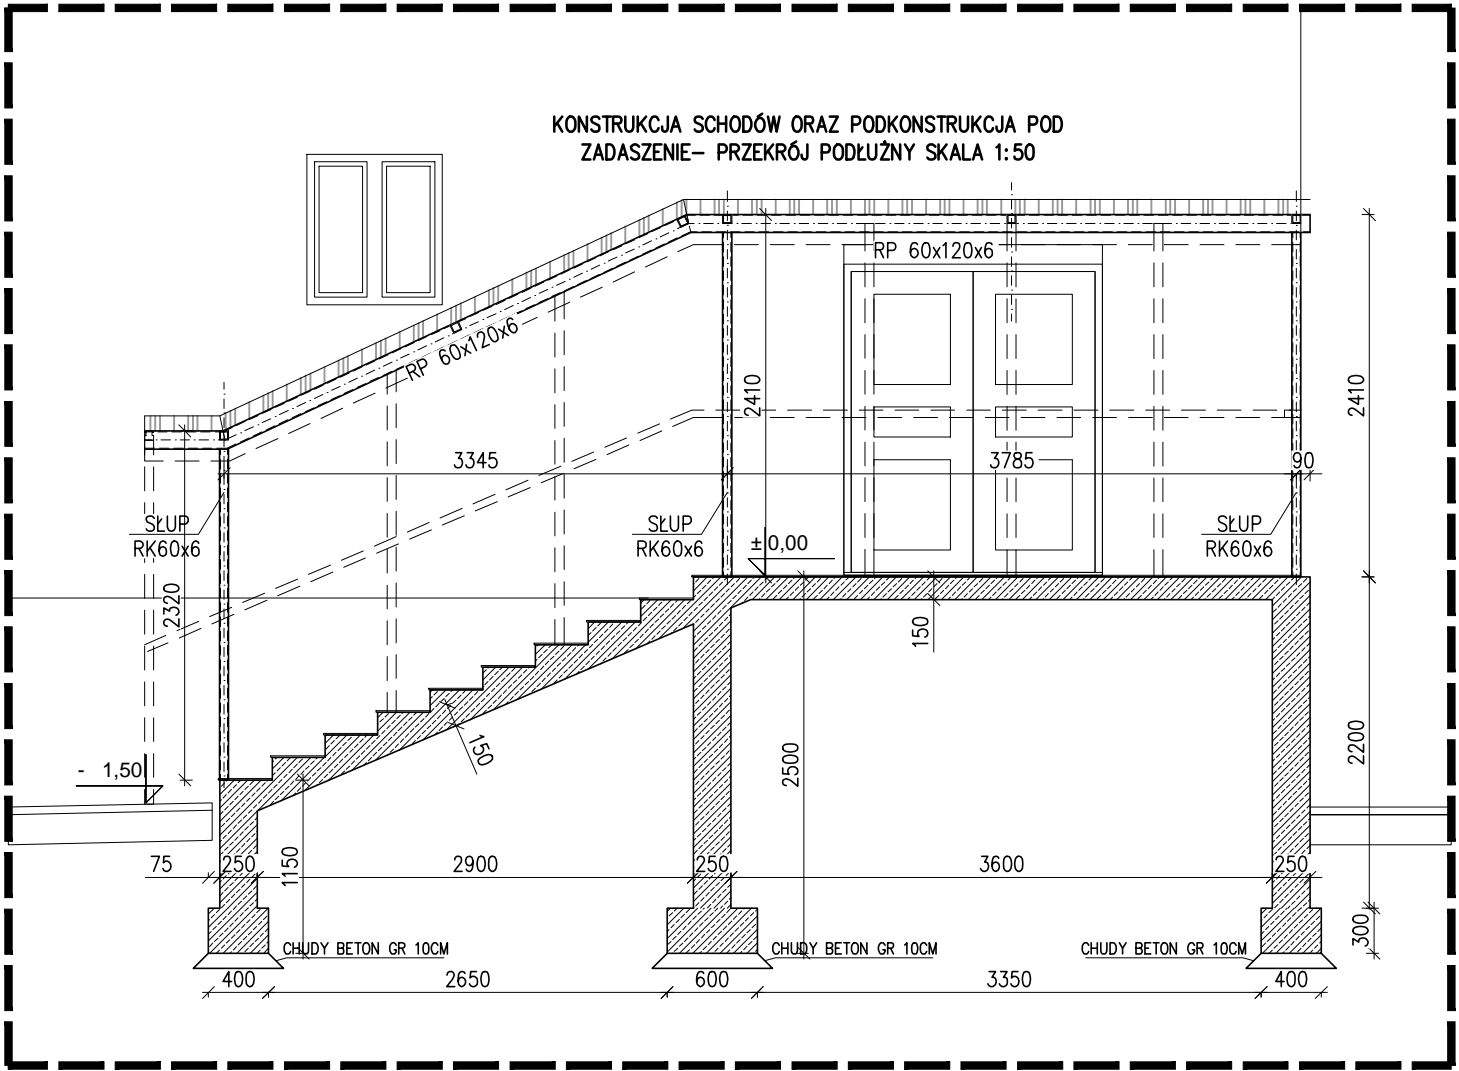 KONSTRUKCJA SCHODÓW ORAZ PODKONSTRUKCJA POD
ZADASZENIE- PRZEKRÓJ PODŁUŻNY SKALA 1:50
RP 60x120x6
RP 60x120x6
2410
2410
3345
3785
90
SŁUP
RK60x6
SŁUP
RK60x6
SŁUP
RK60x6
±0,00
2320
150
150
2500
2200
- 1,50
75
250
1150
2900
250
3600
250
300
CHUDY BETON GR 10CM
CHUDY BETON GR 10CM
CHUDY BETON GR 10CM
400
2650
600
3350
400